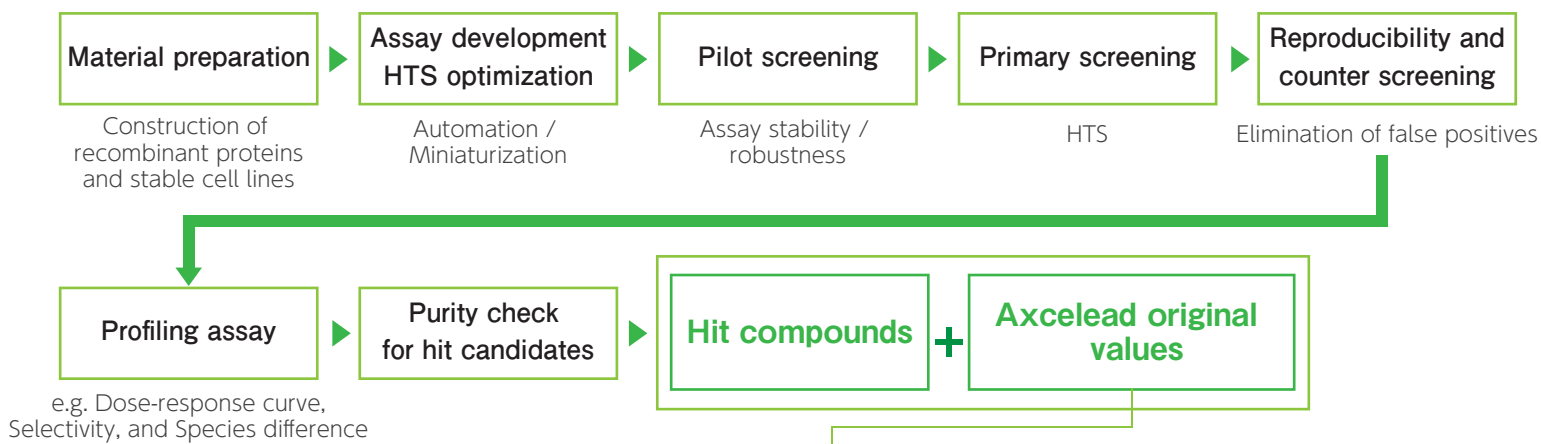 Material preparation
Construction of
recombinant proteins
and stable cell lines
Assay development
HTS optimization
Automation /
Miniaturization
Pilot screening
Assay stability /
robustness
Primary screening
HTS
Reproducibility and
counter screening
Elimination of false positives
Profiling assay
e.g. Dose-response curve,
Selectivity, and Species difference
Purity check
for hit candidates
Hit compounds
+
Axcelead original
values